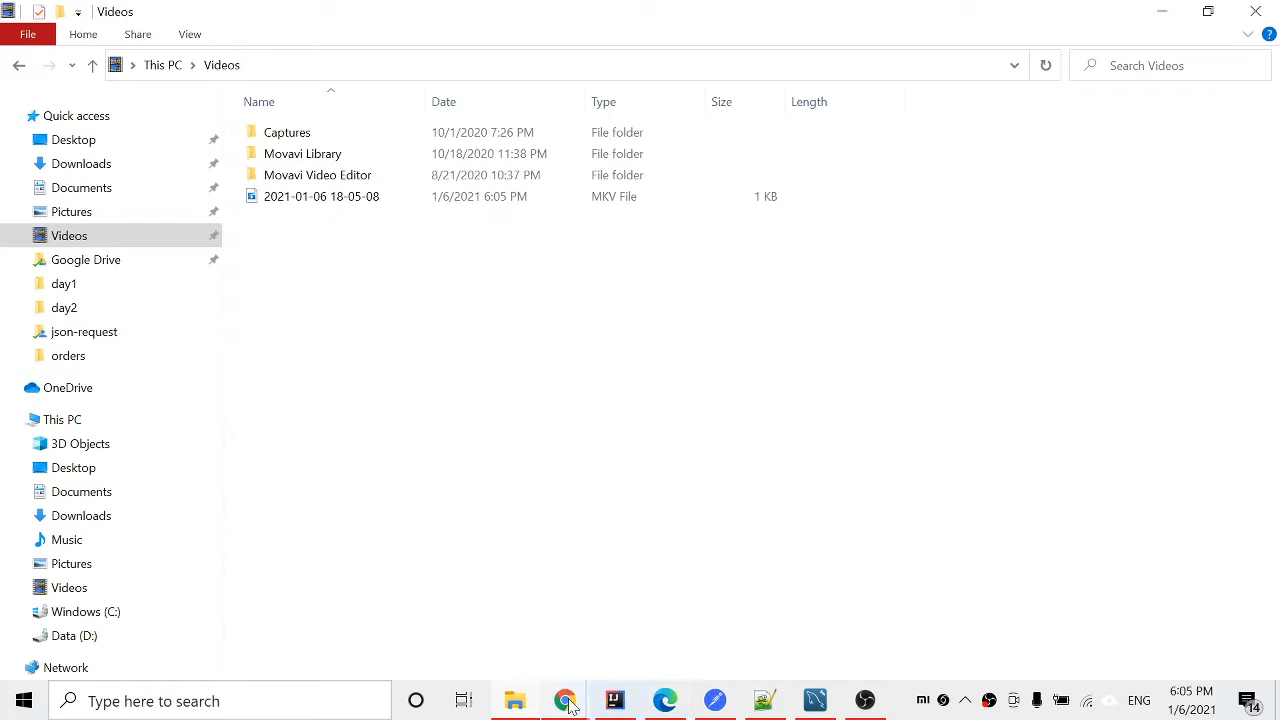 Videos
File Home Share View
This PC Videos Search Videos
Name Date Type Size Length
Captures 10/1/2020 7:26 PM File folder
Movavi Library 10/18/2020 11:38 PM File folder
Movavi Video Editor 8/21/2020 10:37 PM File folder
2021-01-06 18-05-08 1/6/2021 6:05 PM MKV File 1 KB
Quick access
Desktop
Downloads
Documents
Pictures
Videos
Google Drive
day1
day2
json-request
orders
OneDrive
This PC
3D Objects
Desktop
Documents
Downloads
Music
Pictures
Videos
Windows (C:)
Data (D:)
Network
Type here to search
ENG
6:05 PM
1/6/2021
14